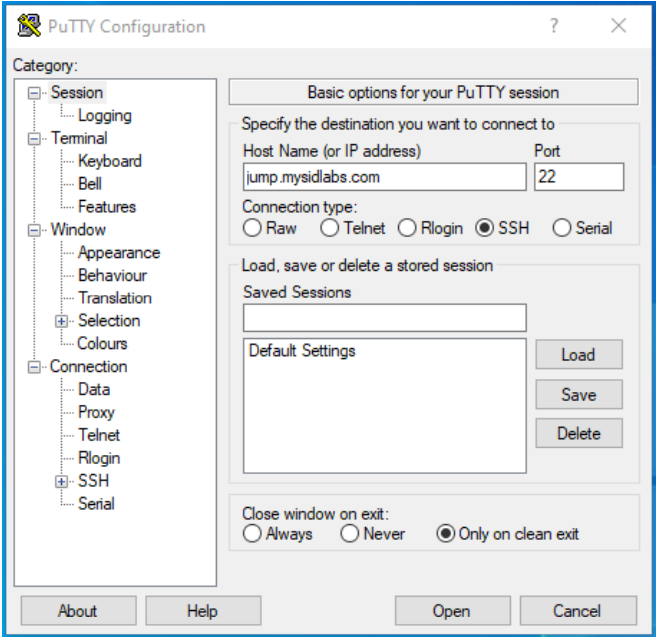 PuTTY Configuration
?
Category:
Session
Logging
Terminal
Keyboard
Bell
Features
Window
Appearance
Behaviour
Translation
Selection
Colours
Connection
Data
Proxy
Telnet
Rlogin
SSH
Serial
Basic options for your PuTTY session
Specify the destination you want to connect to
Host Name (or IP address) Port
jump.mysidlabs.com 22
Connection type:
Raw Telnet Rlogin SSH Serial
Load, save or delete a stored session
Saved Sessions
Default Settings
Load
Save
Delete
Close window on exit:
Always Never Only on clean exit
About Help Open Cancel